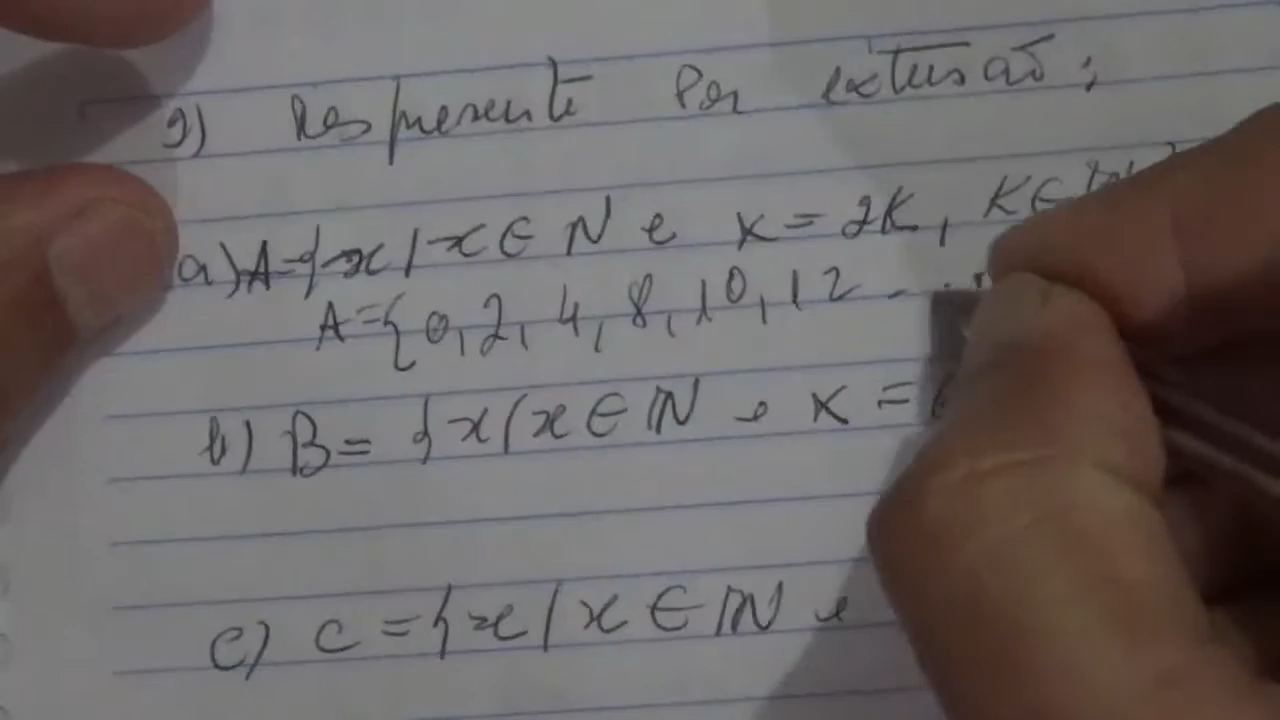 9) Represente por extensão:
a) A={x/x∈N e x=2K, K∈
A={0, 2, 4, 8, 10, 12 ...
b) B= {x/x∈IN e x =
c) C={x/x∈IN e